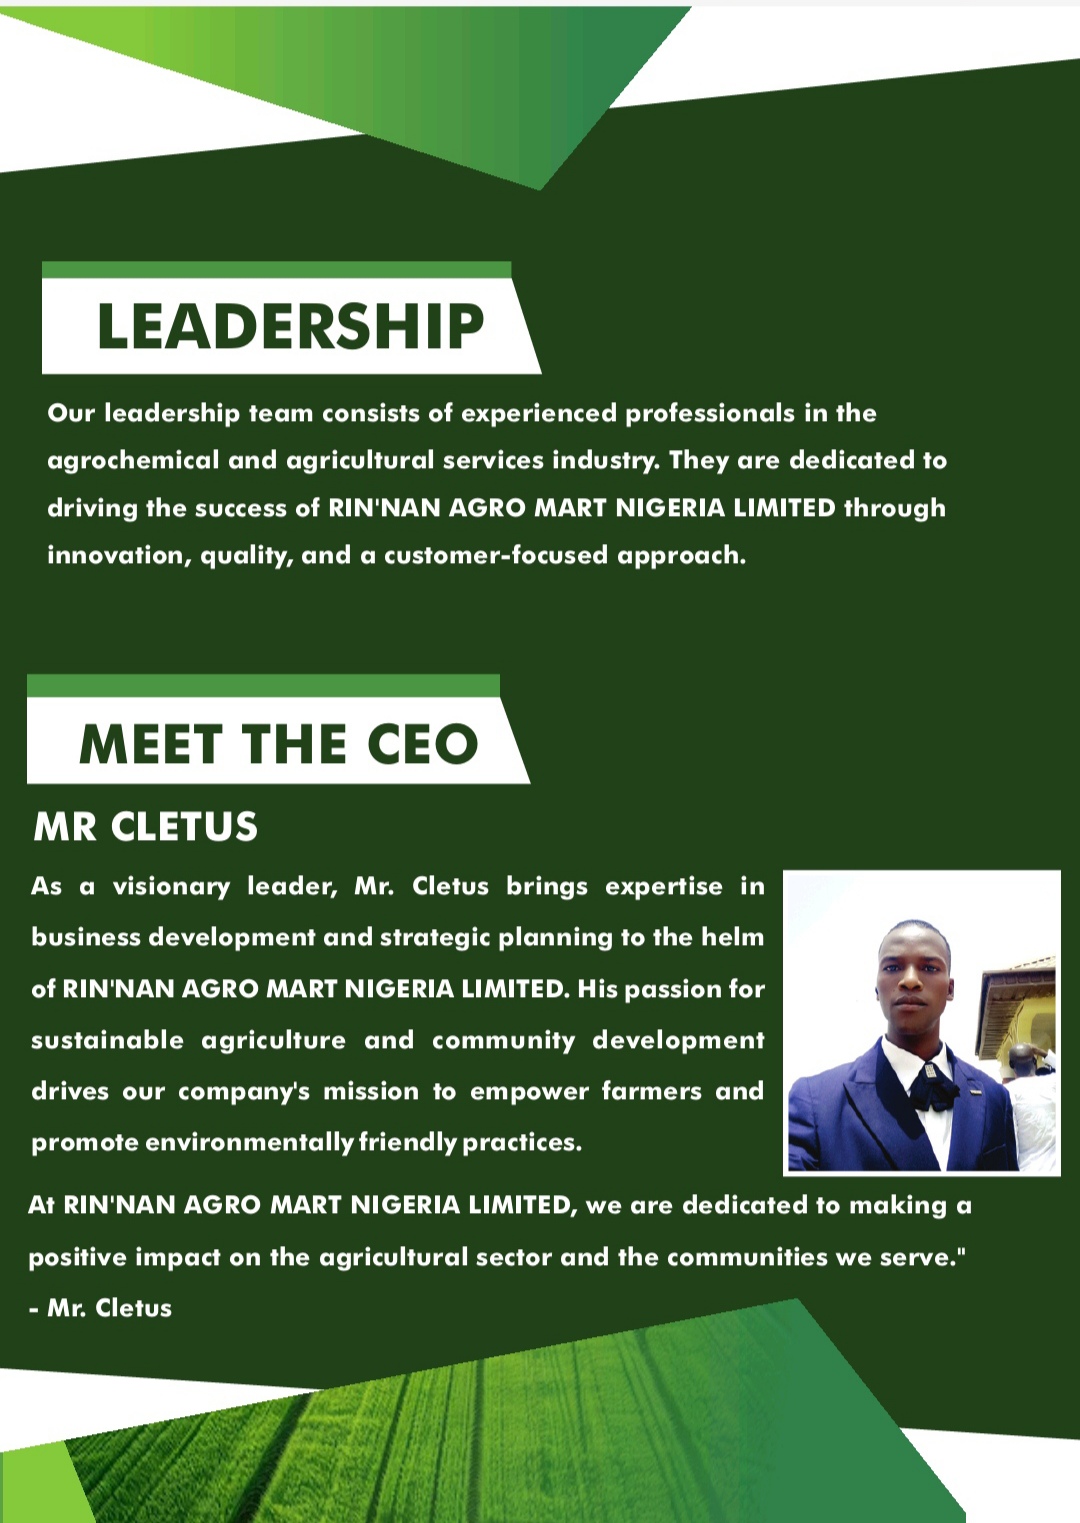 LEADERSHIP
Our leadership team consists of experienced professionals in the
agrochemical and agricultural services industry. They are dedicated to
driving the success of RIN'NAN AGRO MART NIGERIA LIMITED through
innovation, quality, and a customer-focused approach.
MEET THE CEO
MR CLETUS
As a visionary leader, Mr. Cletus brings expertise in
business development and strategic planning to the helm
of RIN'NAN AGRO MART NIGERIA LIMITED. His passion for
sustainable agriculture and community development
drives our company's mission to empower farmers and
promote environmentally friendly practices.
At RIN'NAN AGRO MART NIGERIA LIMITED, we are dedicated to making a
positive impact on the agricultural sector and the communities we serve."
- Mr. Cletus